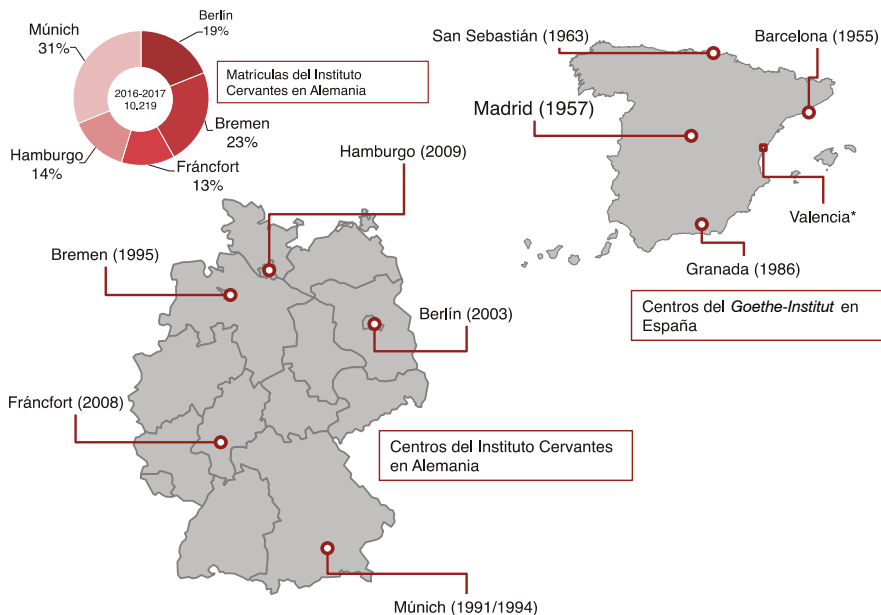 Berlín
19%
Múnich
31%
Matrículas del Instituto
Cervantes en Alemania
2016-2017
10.219
Bremen
23%
Hamburgo
14%
Fráncfort
13%
San Sebastián (1963)
Barcelona (1955)
Madrid (1957)
Valencia*
Granada (1986)
Centros del Goethe-Institut en
España
Hamburgo (2009)
Bremen (1995)
Berlín (2003)
Fráncfort (2008)
Centros del Instituto Cervantes
en Alemania
Múnich (1991/1994)